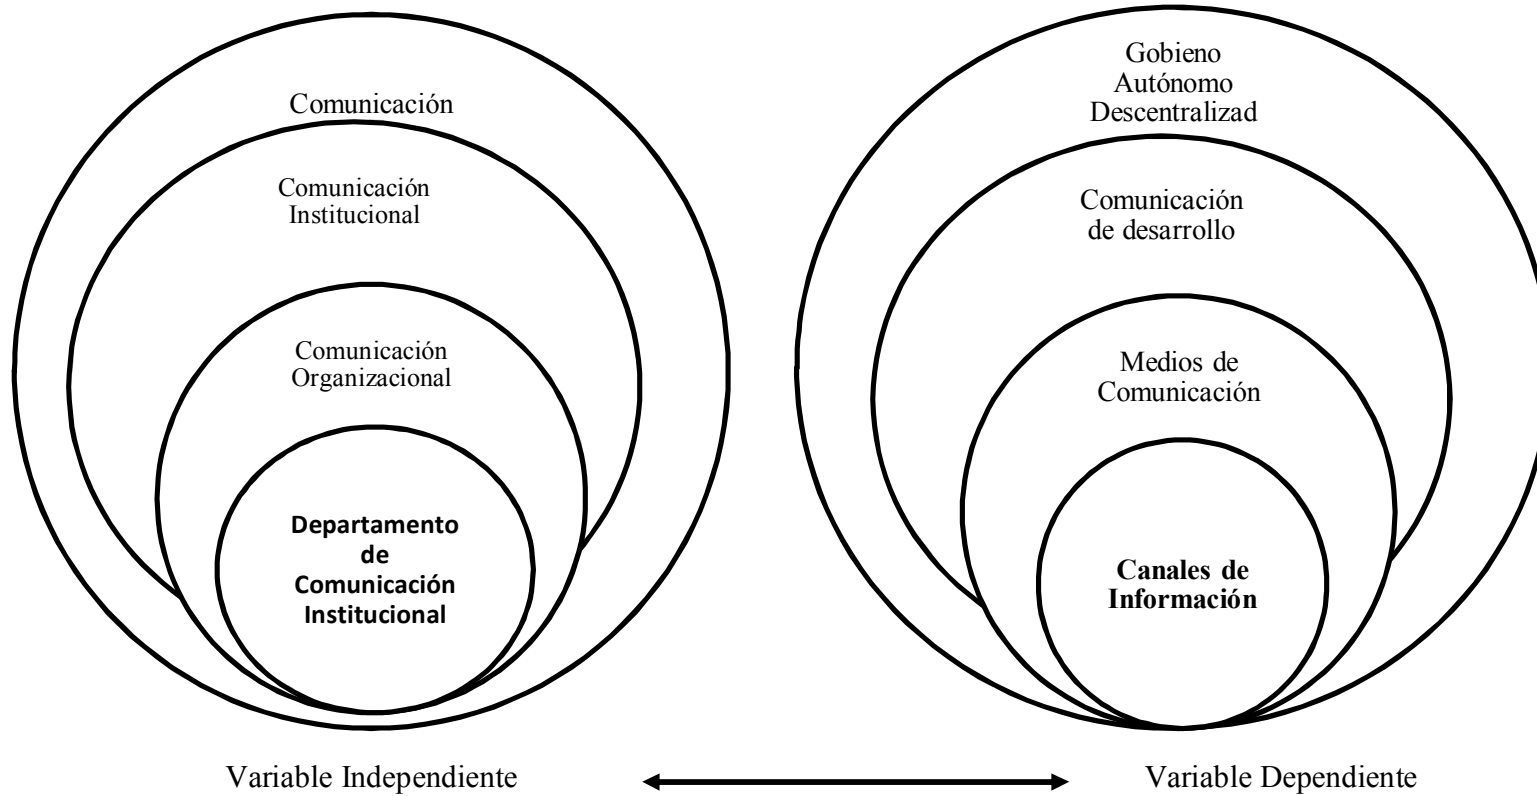 Comunicación
Comunicación
Institucional
Comunicación
Organizacional
Departamento
de
Comunicación
Institucional
Variable Independiente
Gobieno
Autónomo
Descentralizad
Comunicación
de desarrollo
Medios de
Comunicación
Canales de
Información
Variable Dependiente